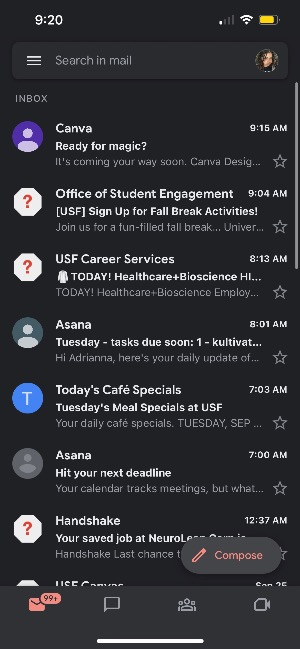 9:20
Search in mail
INBOX
Canva 9:15 AM
Ready for magic?
It's coming your way soon. Canva Desig...
? Office of Student Engagement 9:04 AM
[USF] Sign Up for Fall Break Activities!
Join us for a fun-filled fall break... Univer...
? USF Career Services 8:13 AM
🥼TODAY! Healthcare+Bioscience HI...
TODAY! Healthcare+Bioscience Employ...
Asana 8:01 AM
Tuesday - tasks due soon: 1 - kultivat...
Hi Adrianna, here's your daily update of...
T Today's Café Specials 7:03 AM
Tuesday's Meal Specials at USF
Your daily café specials. TUESDAY, SEP ...
Asana 7:00 AM
Hit your next deadline
Your calendar tracks meetings, but what...
? Handshake 12:37 AM
Your saved job at
Handshake Last chance
Compose
USF Canvas Sep 25
99+